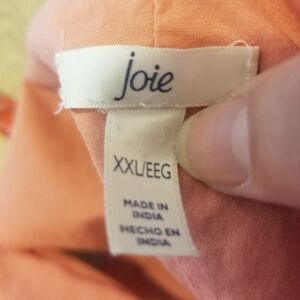 joie
XXL/EEG
MADE IN
INDIA
HECHO EN
INDIA